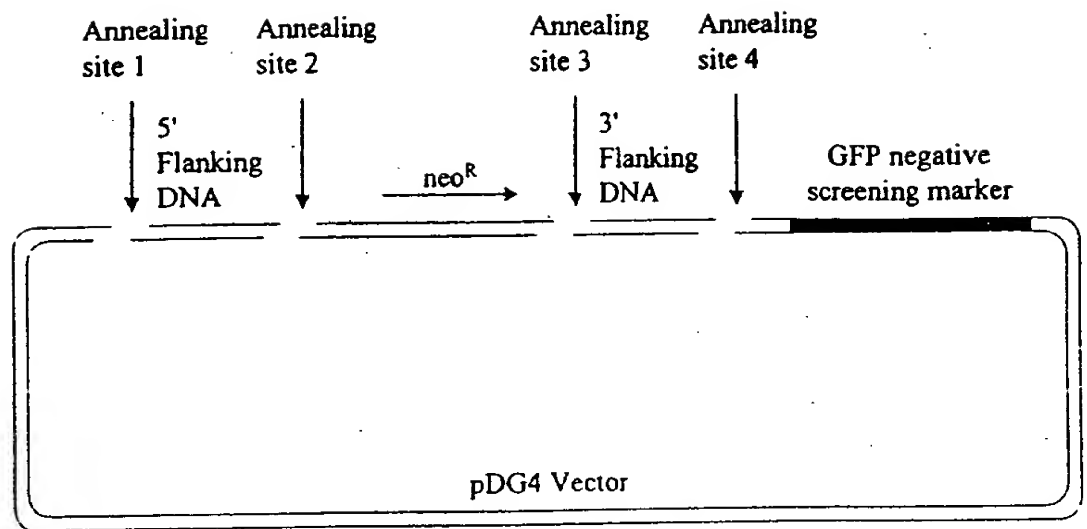 Annealing
site 1
Annealing
site 2
Annealing
site 3
Annealing
site 4
5'
Flanking
DNA
neoR
3'
Flanking
DNA
GFP negative
screening marker
pDG4 Vector